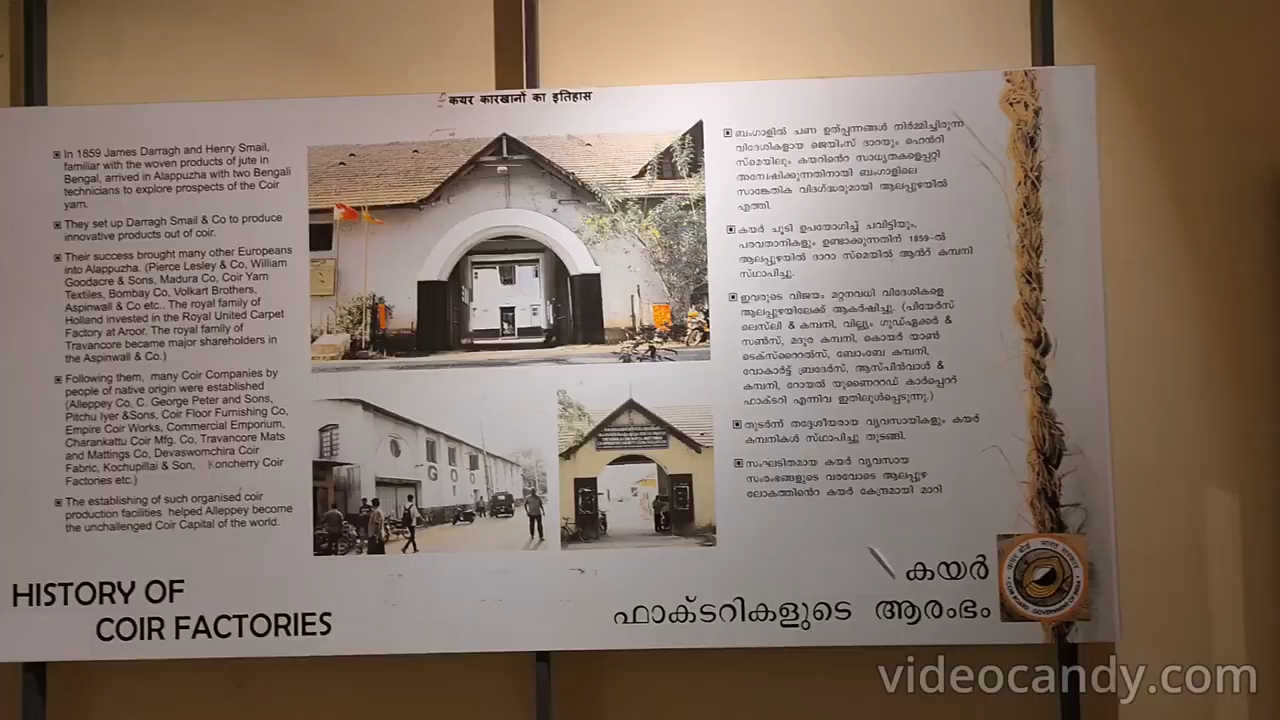 कयर कारखानों का इतिहास
In 1859 James Darragh and Henry Smail,
familiar with the woven products of jute in
Bengal, arrived in Alappuzha with two Bengali
technicians to explore prospects of the Coir
yarn.
They set up Darragh Smail & Co to produce
innovative products out of coir.
Their success brought many other Europeans
into Alappuzha. (Pierce Lesley & Co, William
Goodacre & Sons, Madura Co, Coir Yarn
Textiles, Bombay Co, Volkart Brothers,
Aspinwall & Co etc.. The royal family of
Holland invested in the Royal United Carpet
Factory at Aroor. The royal family of
Travancore became major shareholders in
the Aspinwall & Co.)
Following them, many Coir Companies by
people of native origin were established
(Alleppey Co, C. George Peter and Sons,
Pitchu Iyer &Sons, Coir Floor Furnishing Co,
Empire Coir Works, Commercial Emporium,
Charankattu Coir Mfg. Co, Travancore Mats
and Matting Co, Devaswomchira Coir
Fabric, Kochupillai & Son, Koncherry Coir
Factories etc.)
The establishing of such organised coir
production facilities helped Alleppey become
the unchallenged Coir Capital of the world.
HISTORY OF
COIR FACTORIES
ബംഗാളിൽ ചണ ഉത്പന്നങ്ങൾ നിർമ്മിച്ചിരുന്ന
വിദേശികളായ ജെയിംസ് ദാറയും ഹെൻറി
സ്മെയിലും കയറിൻറെ സാധ്യതകളെപ്പറ്റി
അന്വേഷിക്കുന്നതിനായി ബംഗാളിലെ
സാങ്കേതിക വിദഗ്ദ്ധരുമായി ആലപ്പുഴയിൽ
എത്തി.
കയർ ചൂടി ഉപയോഗിച്ച് ചവിട്ടിയും,
പരവതാനികളും ഉണ്ടാക്കുന്നതിന് 1859-ൽ
ആലപ്പുഴയിൽ ദാറാ സ്മെയിൽ ആൻറ് കമ്പനി
സ്ഥാപിച്ചു.
ഇവരുടെ വിജയം മറ്റനവധി വിദേശികളെ
ആലപ്പുഴയിലേക്ക് ആകർഷിച്ചു. (പിയേർസ്
ലെസ്ലി & കമ്പനി, വില്ല്യം ഗുഡ്ഏക്കർ &
സൺസ്, മദുര കമ്പനി, കൊയർ യാൺ
ടെക്സ്റ്റൈൽസ്, ബോംബേ കമ്പനി,
വോകാർട്ട് ബ്രദേർസ്, ആസ്പിൻവാൾ &
കമ്പനി, റോയൽ യുണൈറ്റഡ് കാർപ്പെറ്റ്
ഫാക്ടറി എന്നിവ ഇതിലുൾപ്പെടുന്നു.)
തുടർന്ന് തദ്ദേശീയരായ വ്യവസായികളും കയർ
കമ്പനികൾ സ്ഥാപിച്ചു തുടങ്ങി.
സംഘടിതമായ കയർ വ്യവസായ
സംരംഭങ്ങളുടെ വരവോടെ ആലപ്പുഴ
ലോകത്തിൻറെ കയർ കേന്ദ്രമായി മാറി
കയർ
ഫാക്ടറികളുടെ ആരംഭം
videocandy.com